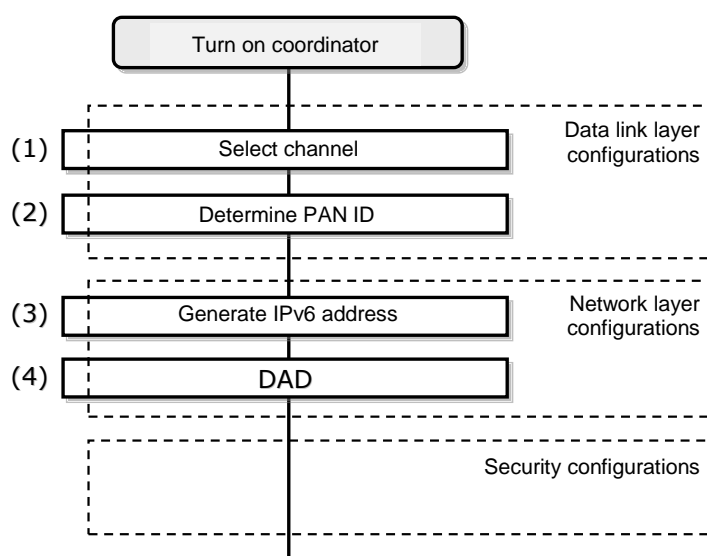 Turn on coordinator
Data link layer
configurations
(1)
Select channel
(2)
Determine PAN ID
Network layer
configurations
(3)
Generate IPv6 address
(4)
DAD
Security configurations